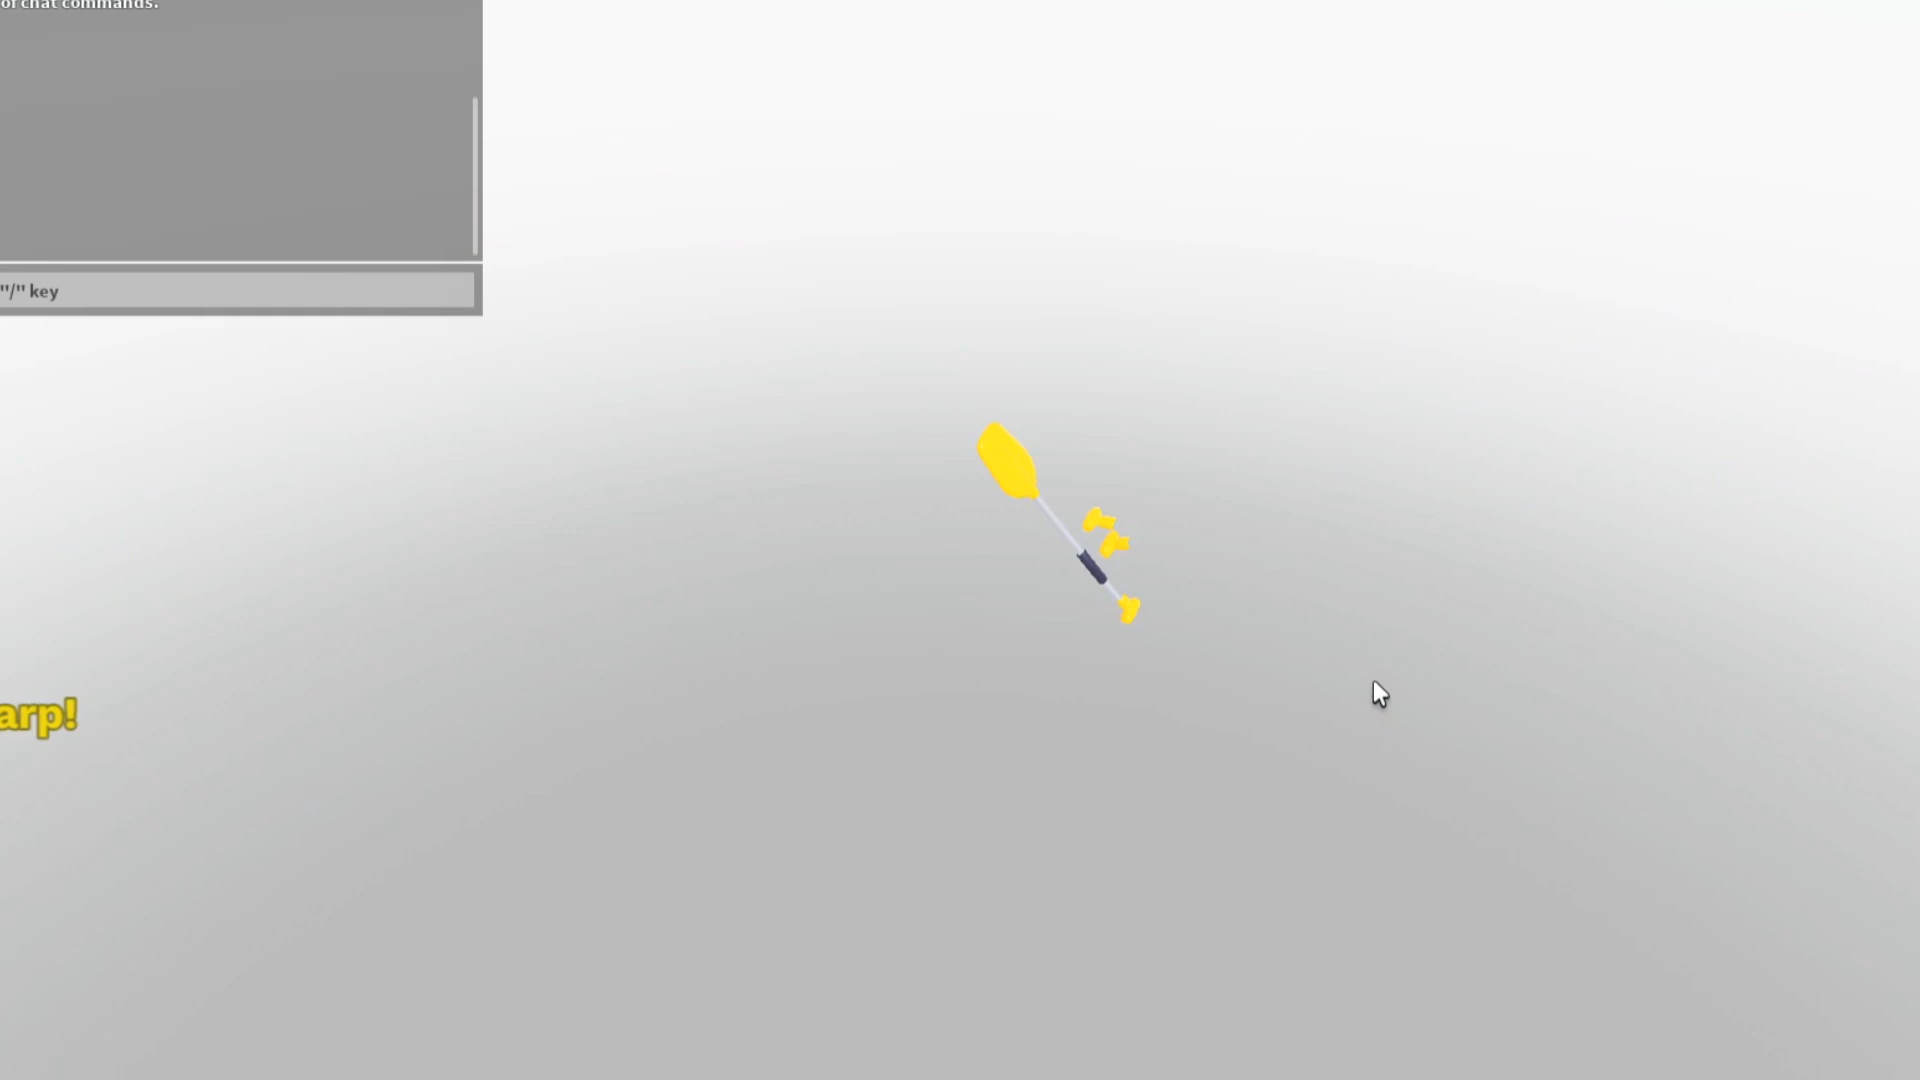 of chat commands.
"/" key
arp!